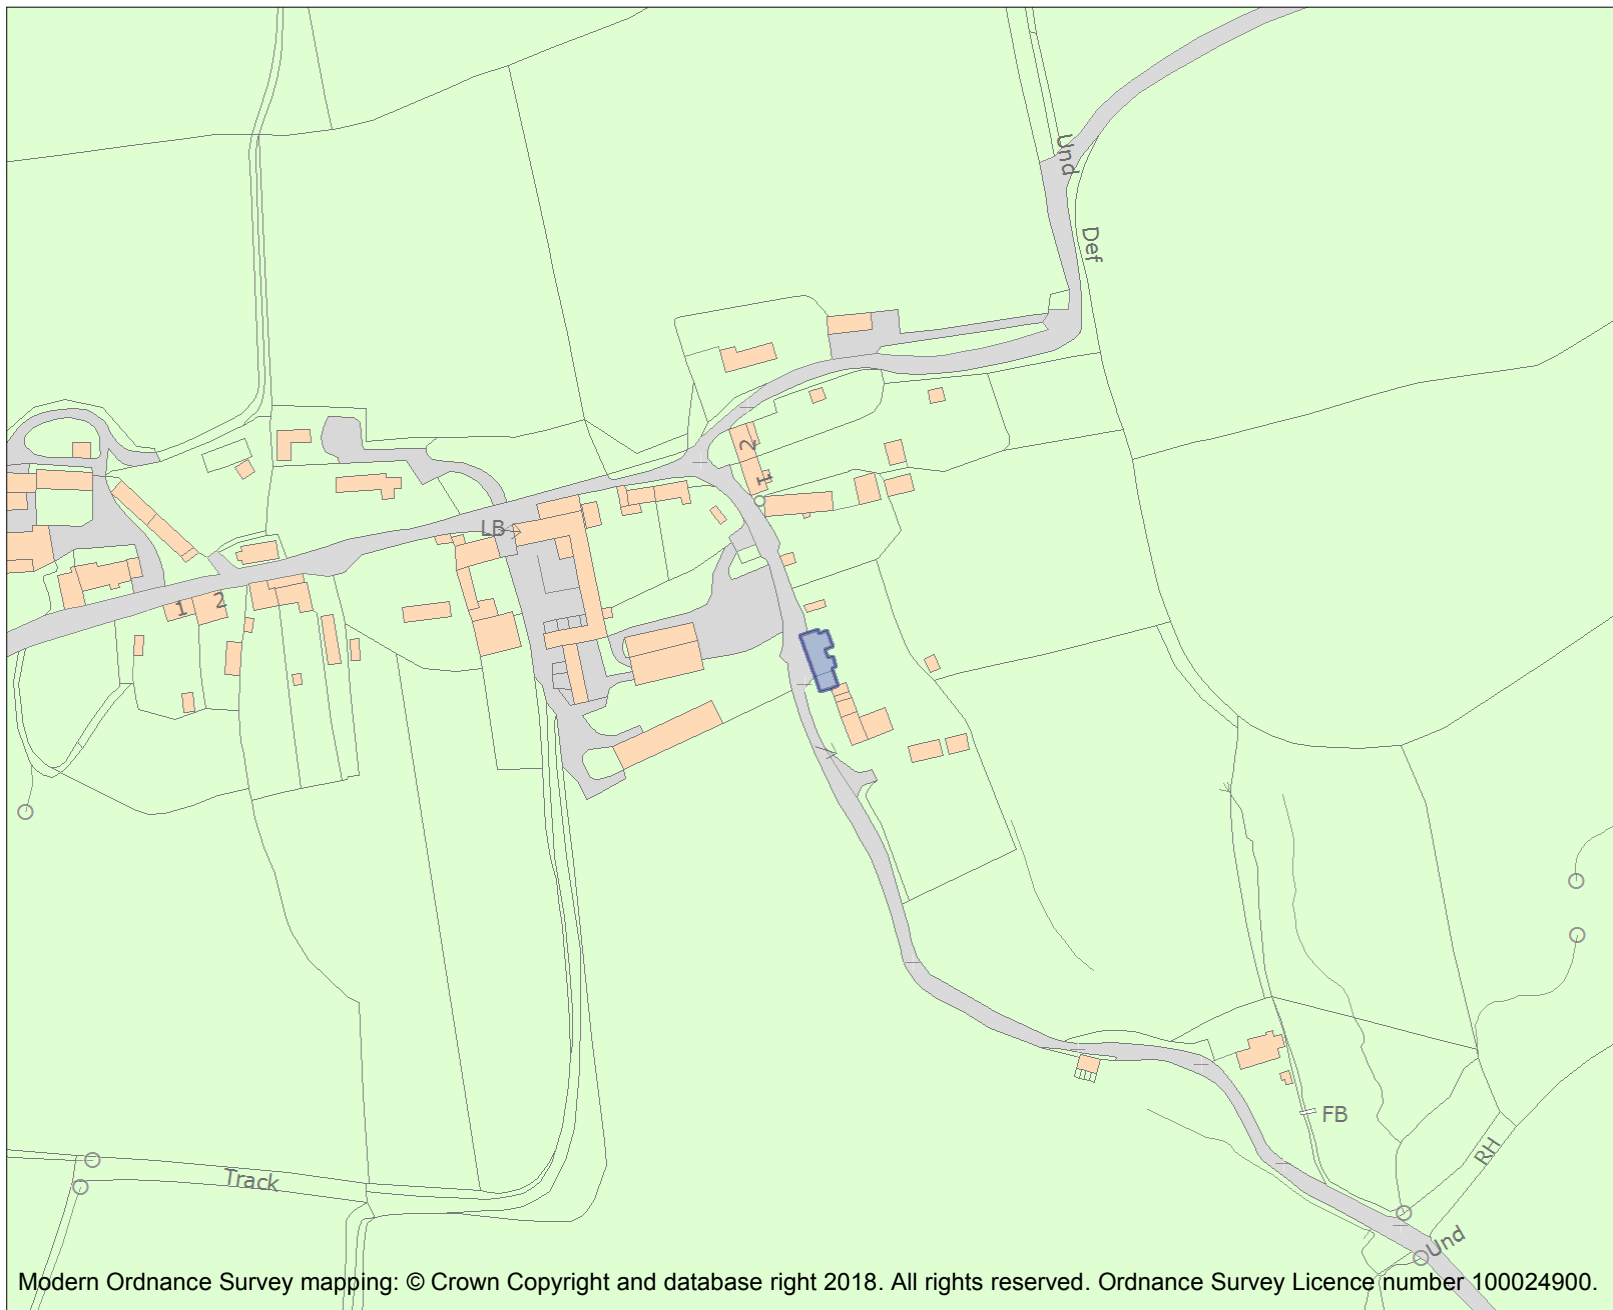 Und
Def
2
1
LB
1
2
FB
RH
Track
Und
Modern Ordnance Survey mapping: © Crown Copyright and database right 2018. All rights reserved. Ordnance Survey Licence number 100024900.